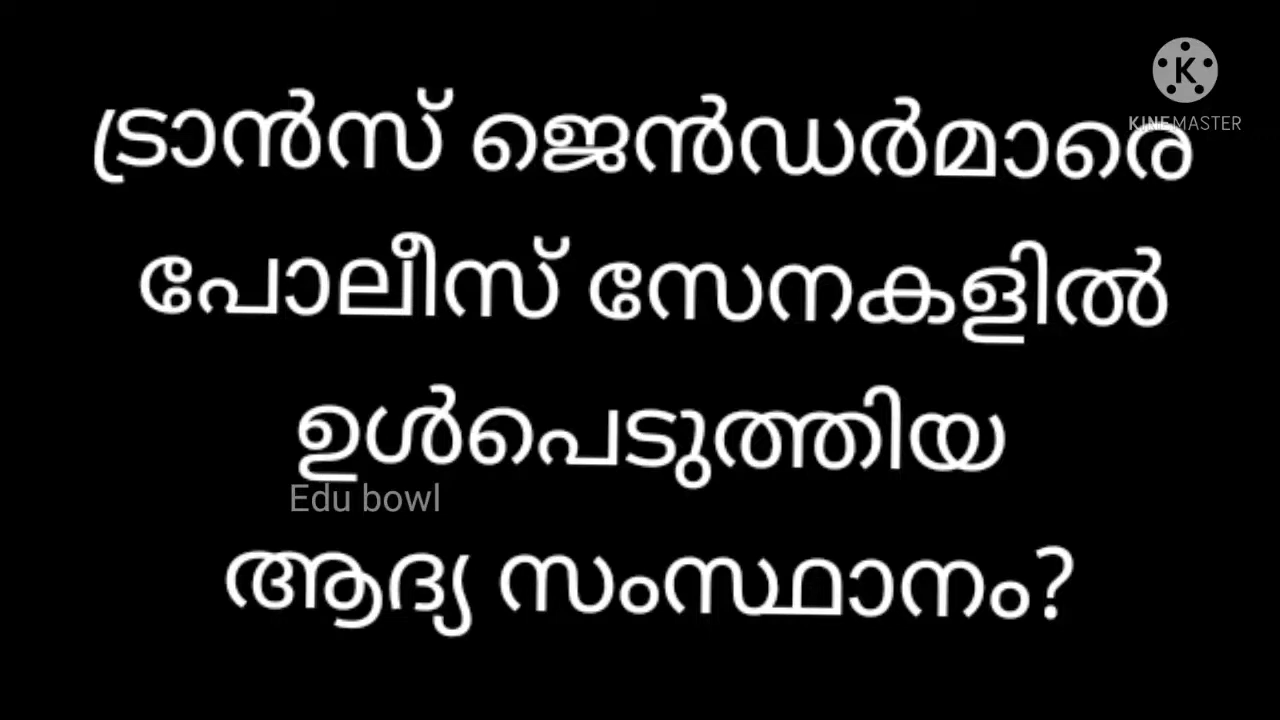 KINEMASTER
ട്രാൻസ് ജെൻഡർമാരെ
പോലീസ് സേനകളിൽ
ഉൾപെടുത്തിയ
Edu bowl
ആദ്യ സംസ്ഥാനം?